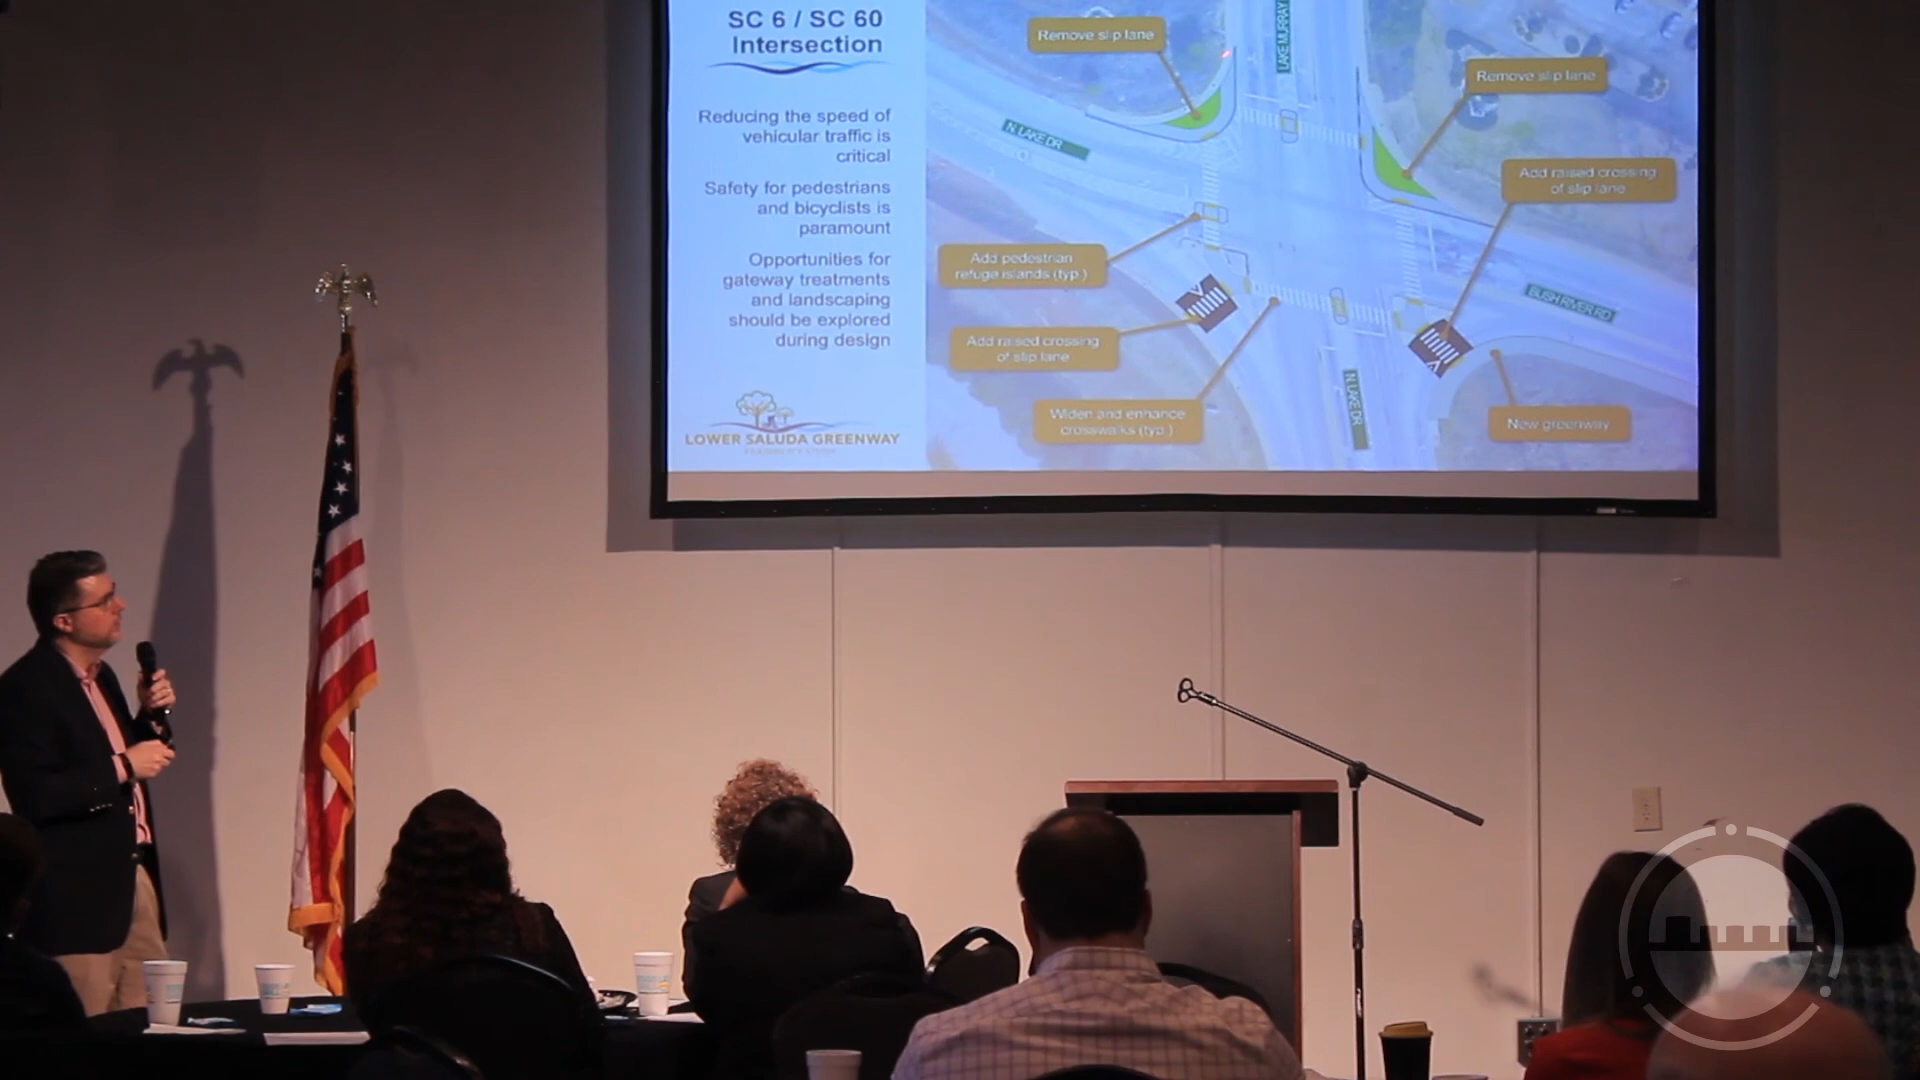 SC 6 / SC 60
Intersection
Reducing the speed of
vehicular traffic is
critical
Safety for pedestrians
and bicyclists is
paramount
Opportunities for
gateway treatments
and landscaping
should be explored
during design
LOWER SALUDA GREENWAY
Remove slip lane
LAKE MURRAY
Remove slip lane
N. LAKE DR
Add raised crossing
of slip lane
Add pedestrian
refuge islands (typ.)
BUSH RIVER RD
Add raised crossing
of slip lane
N. LAKE DR
Widen and enhance
crosswalks (typ.)
New greenway